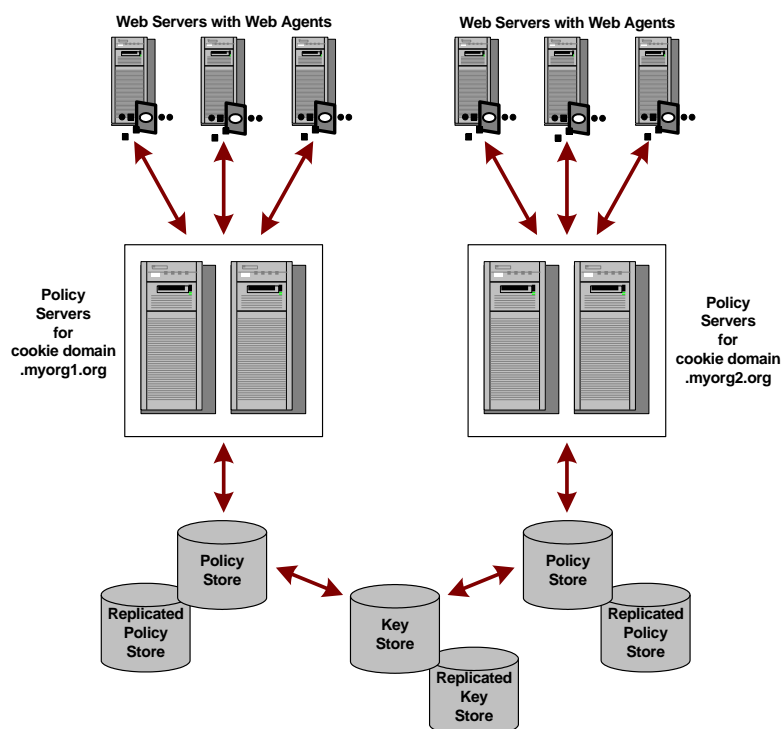 Web Servers with Web Agents
Web Servers with Web Agents
Policy
Servers
for
cookie domain
.myorg1.org
Policy
Servers
for
cookie domain
.myorg2.org
Policy
Store
Replicated
Policy
Store
Key
Store
Replicated
Key
Store
Policy
Store
Replicated
Policy
Store